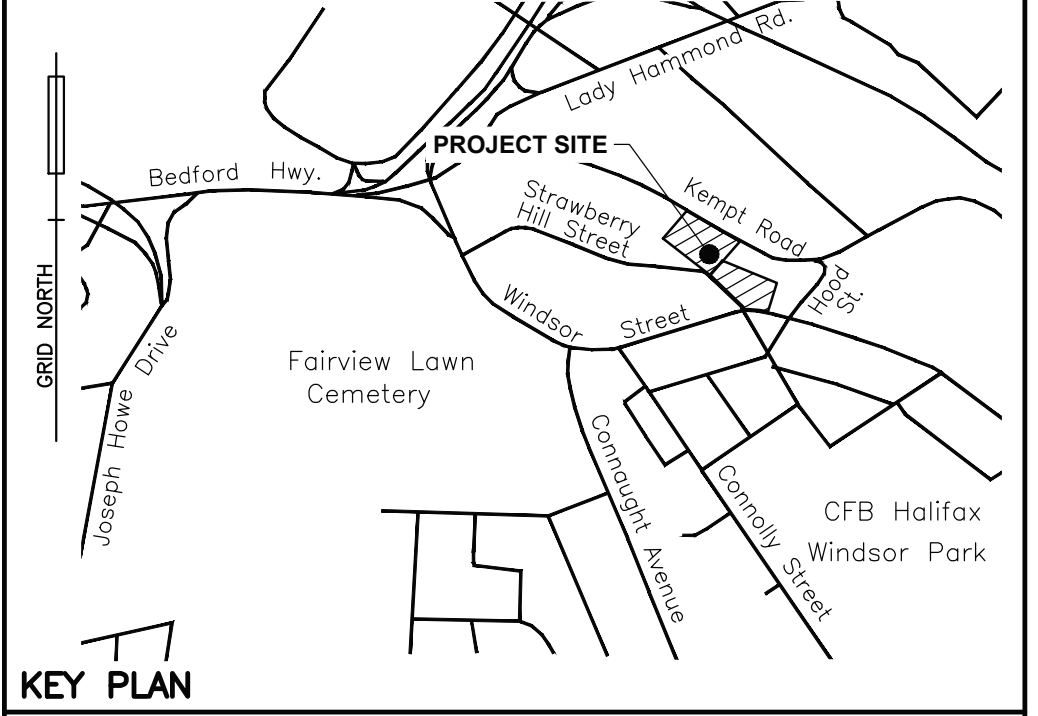 Lady Hammond Rd.
PROJECT SITE
Bedford Hwy.
Strawberry
Hill Street
Kempt Road
Hood
St.
GRID NORTH
Windsor Street
Joseph Howe Drive
Fairview Lawn
Cemetery
Connaught Avenue
Connolly Street
CFB Halifax
Windsor Park
KEY PLAN